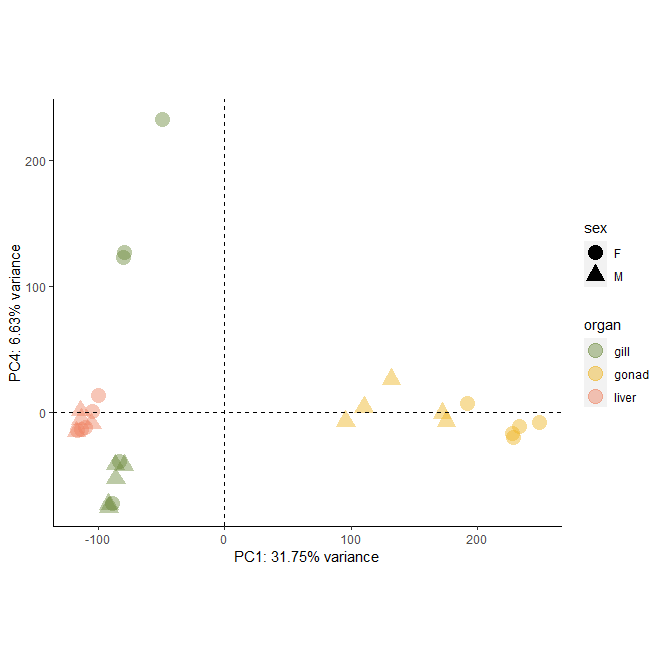 200
100
0
-100
0
100
200
PC4: 6.63% variance
PC1: 31.75% variance
sex
F
M
organ
gill
gonad
liver